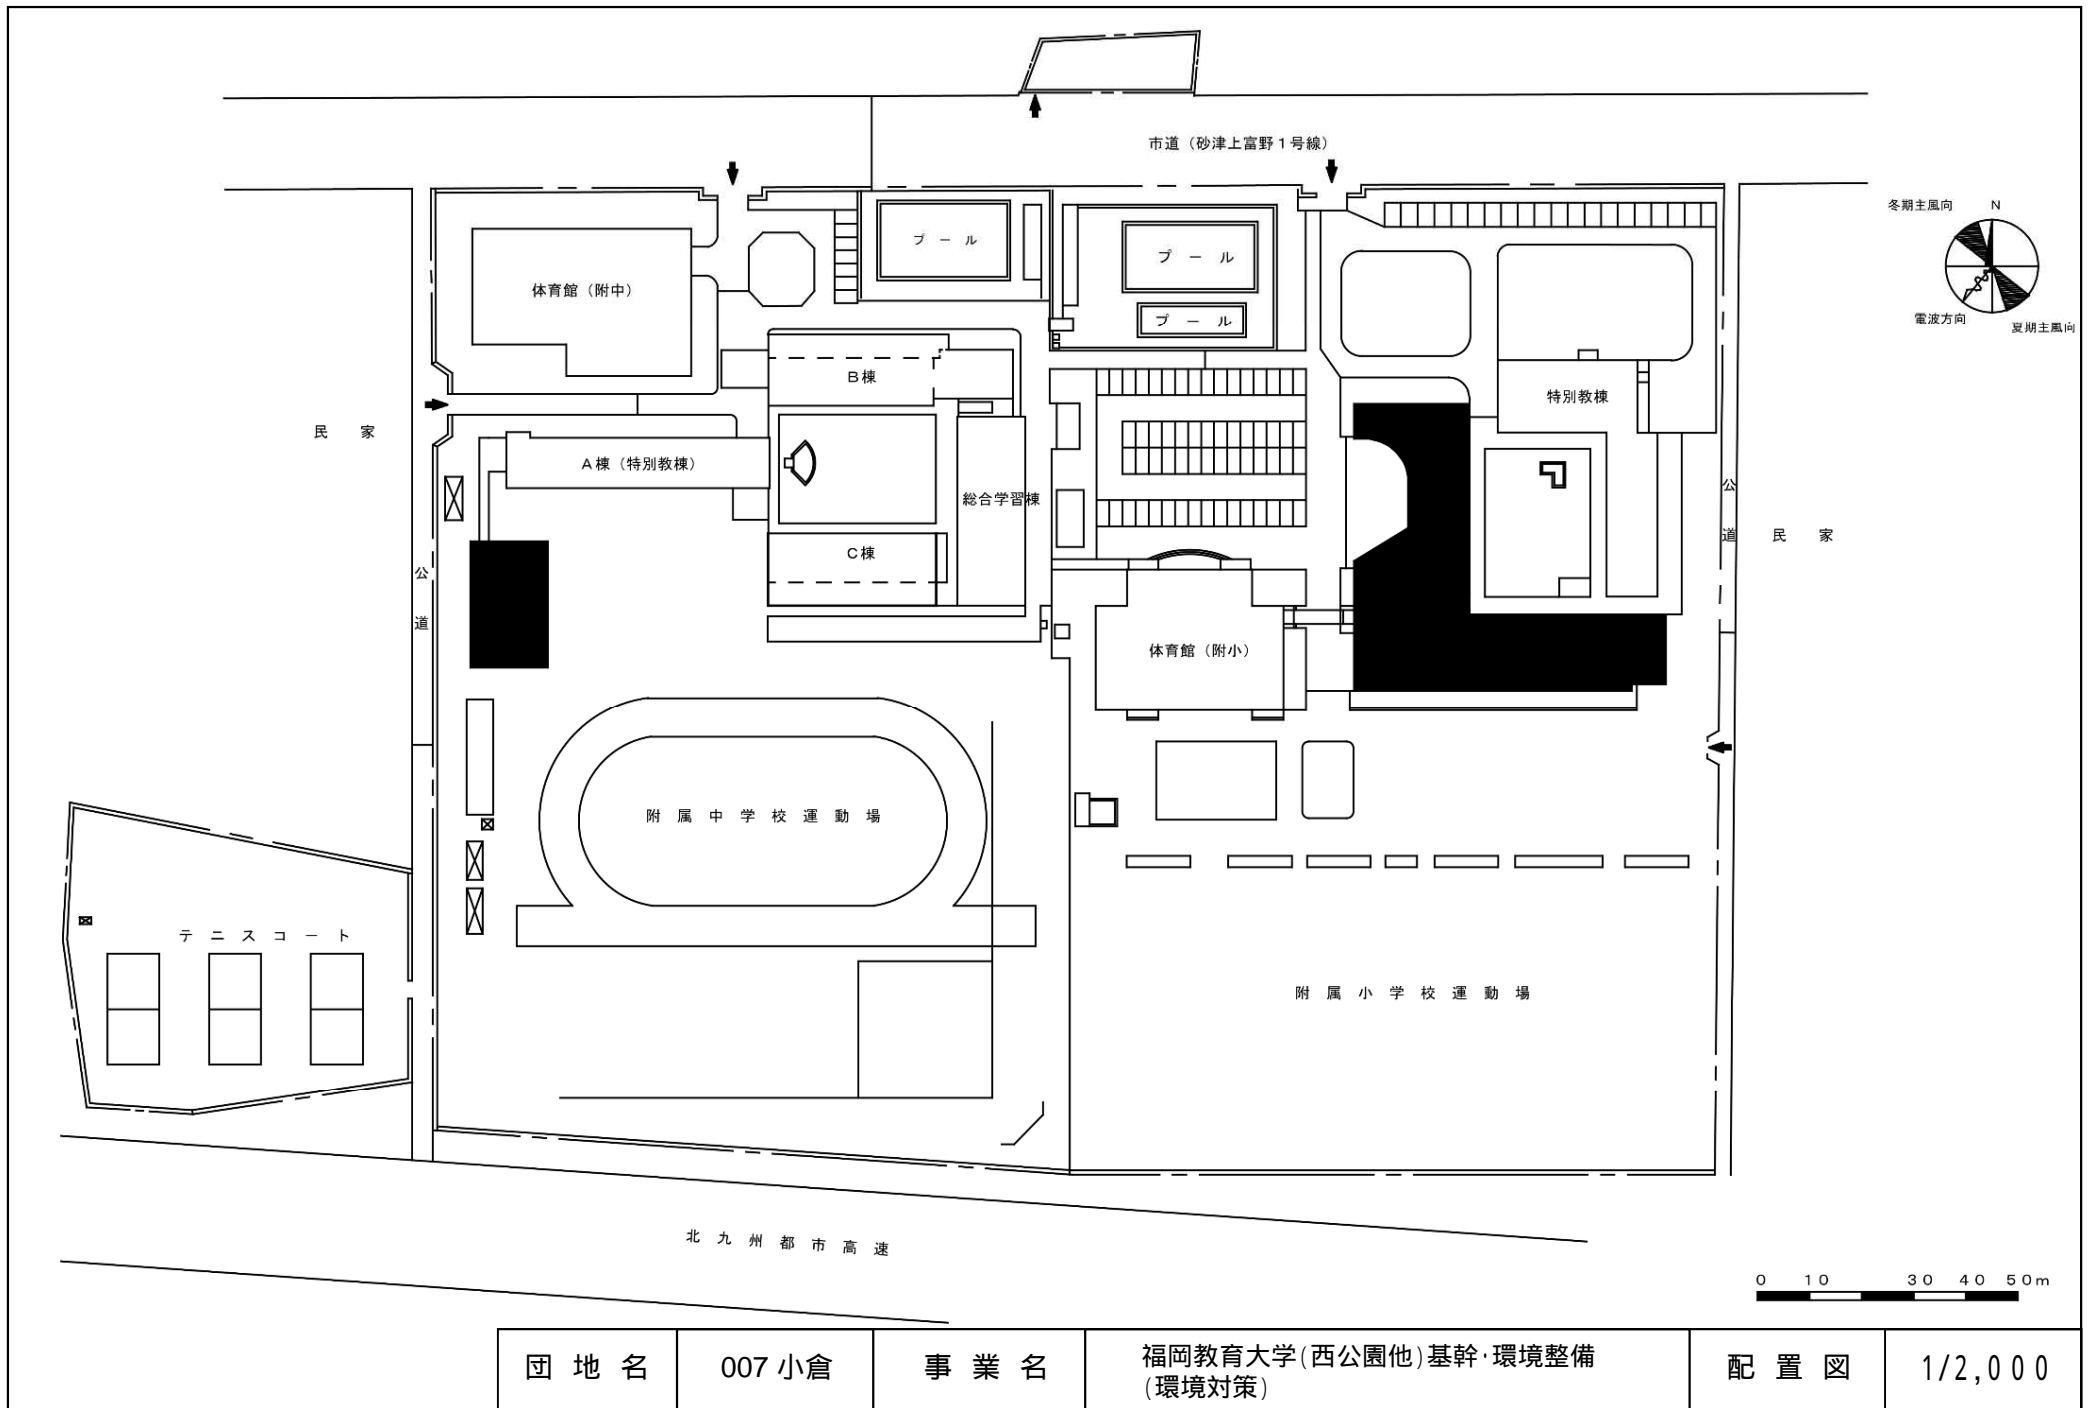 市道（砂津上富野１号線）
冬期主風向
N
プール
プール
体育館（附中）
プール
電波方向
夏期主風向
B棟
特別教棟
民家
A棟（特別教棟）
総合学習棟
公道
民家
C棟
公道
体育館（附小）
附属中学校運動場
テニスコート
附属小学校運動場
北九州都市高速
0 10 30 40 50m
団地名
007 小倉
事業名
福岡教育大学(西公園他)基幹・環境整備
(環境対策)
配置図
1/2,000